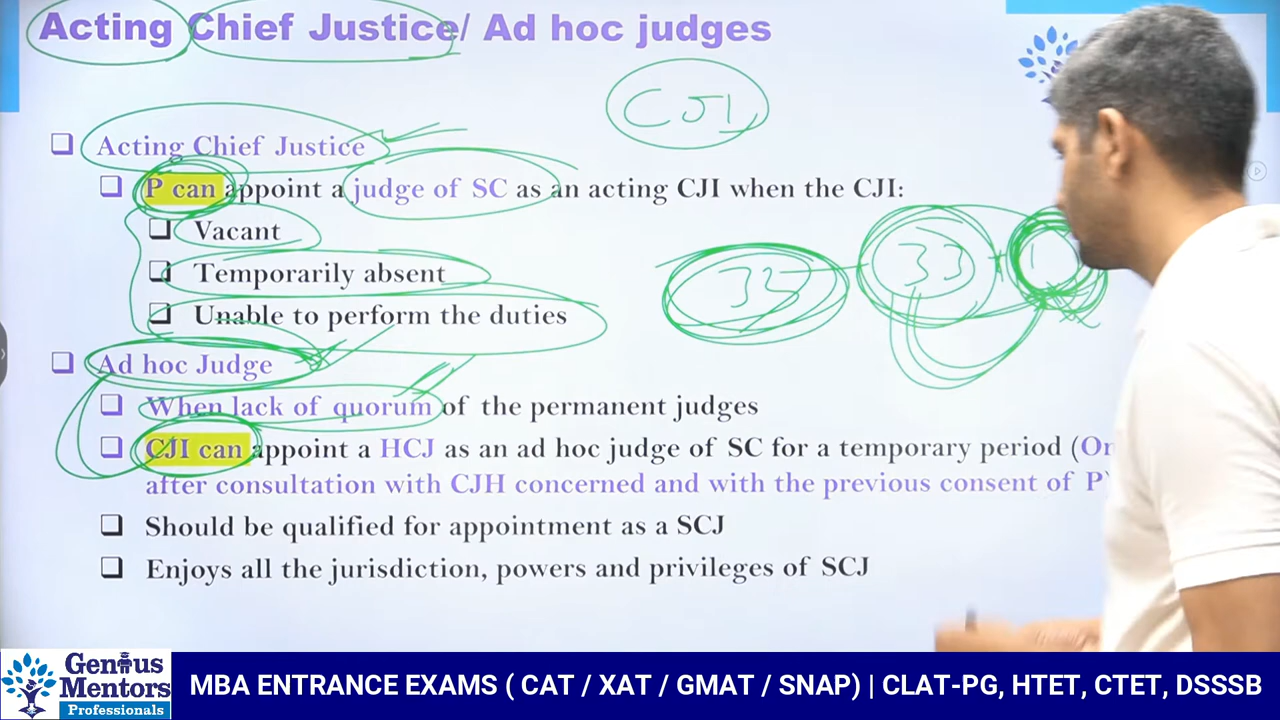 Acting Chief Justice/ Ad hoc judges
CJI
Acting Chief Justice
P can appoint a judge of SC as an acting CJI when the CJI:
Vacant
Temporarily absent
33
Unable to perform the duties
Ad hoc Judge
When lack of quorum of the permanent judges
CJI can appoint a HCJ as an ad hoc judge of SC for a temporary period
after consultation with CJH concerned and with the previous consent of P
Should be qualified for appointment as a SCJ
Enjoys all the jurisdiction, powers and privileges of SCJ
Genius
Mentors
Professionals
MBA ENTRANCE EXAMS ( CAT / XAT / GMAT / SNAP) | CLAT-PG, HTET, CTET, DSSSB